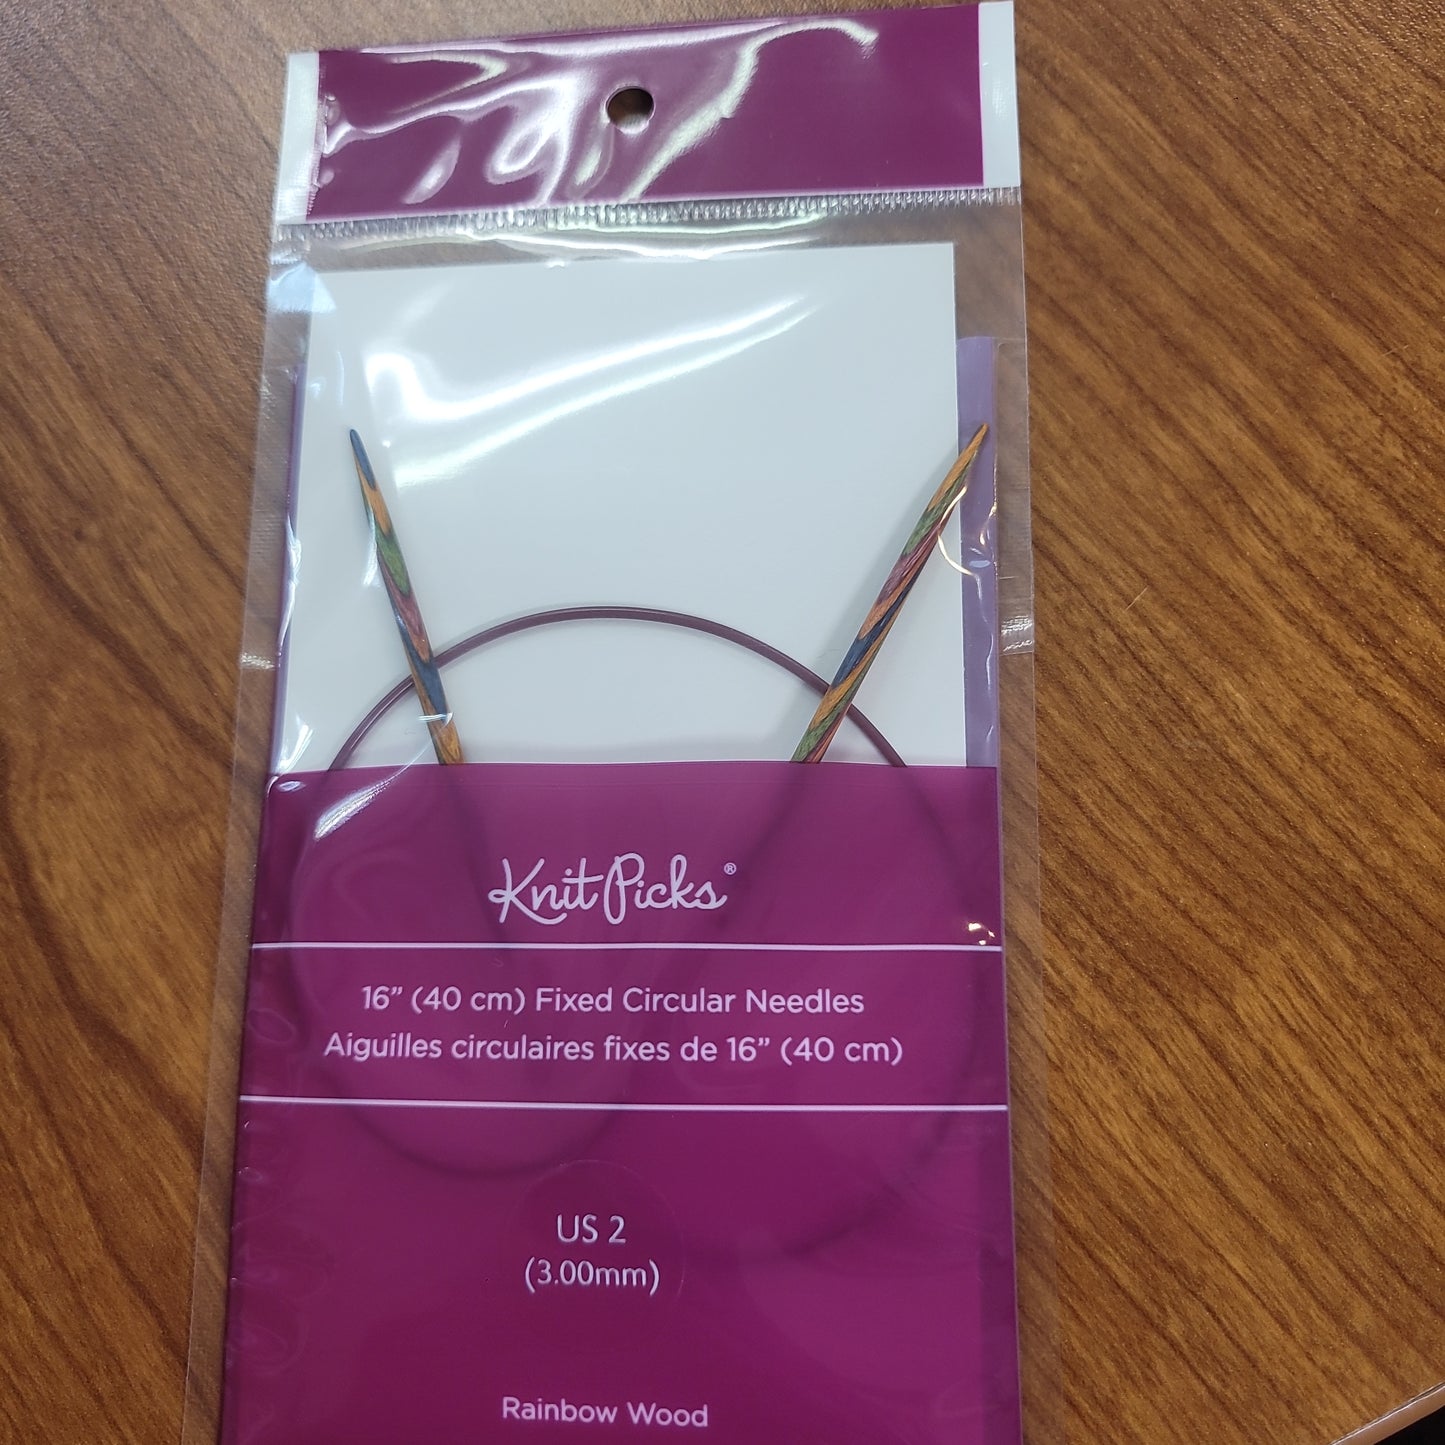 KnitPicks®
16” (40 cm) Fixed Circular Needles
Aiguilles circulaires fixes de 16” (40 cm)
US 2
(3.00mm)
Rainbow Wood